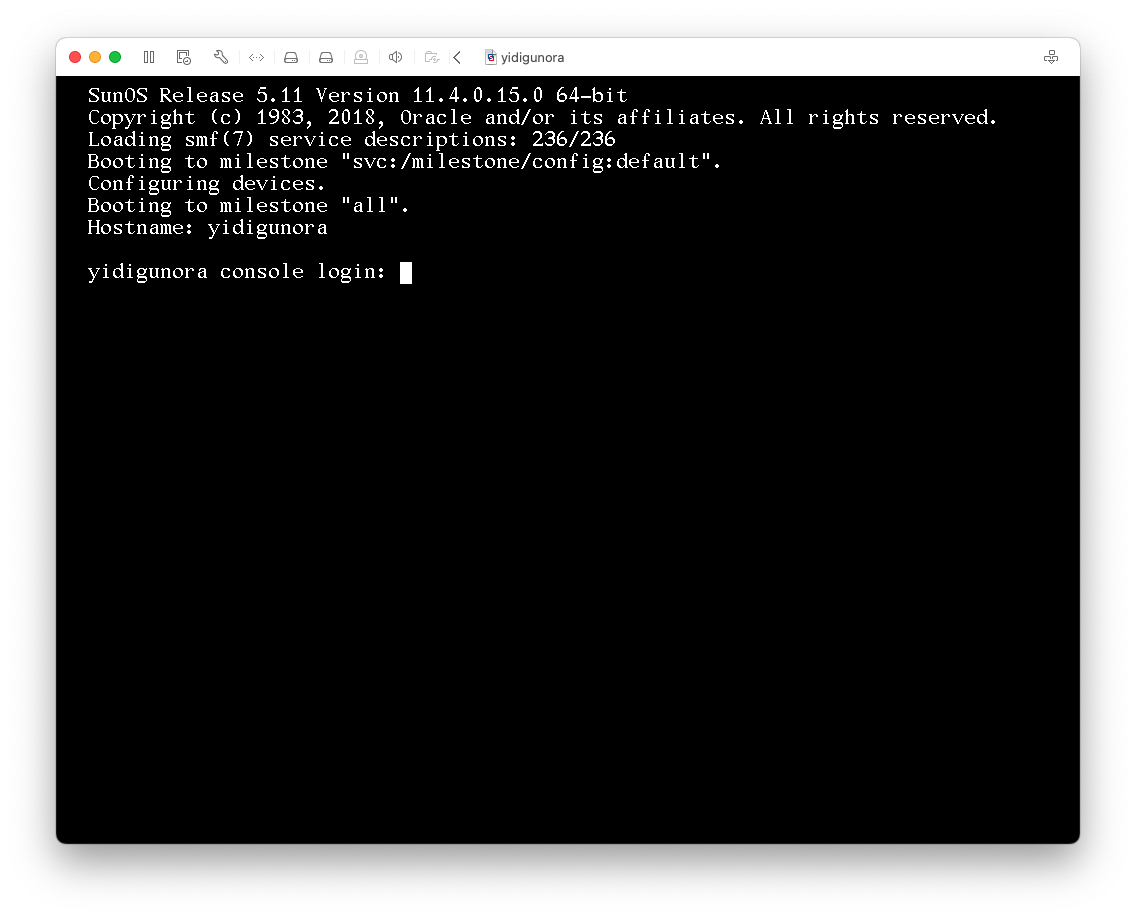 yidigunora
SunOS Release 5.11 Version 11.4.0.15.0 64-bit
Copyright (c) 1983, 2018, Oracle and/or its affiliates. All rights reserved.
Loading smf(7) service descriptions: 236/236
Booting to milestone "svc:/milestone/config:default".
Configuring devices.
Booting to milestone "all".
Hostname: yidigunora
yidigunora console login: